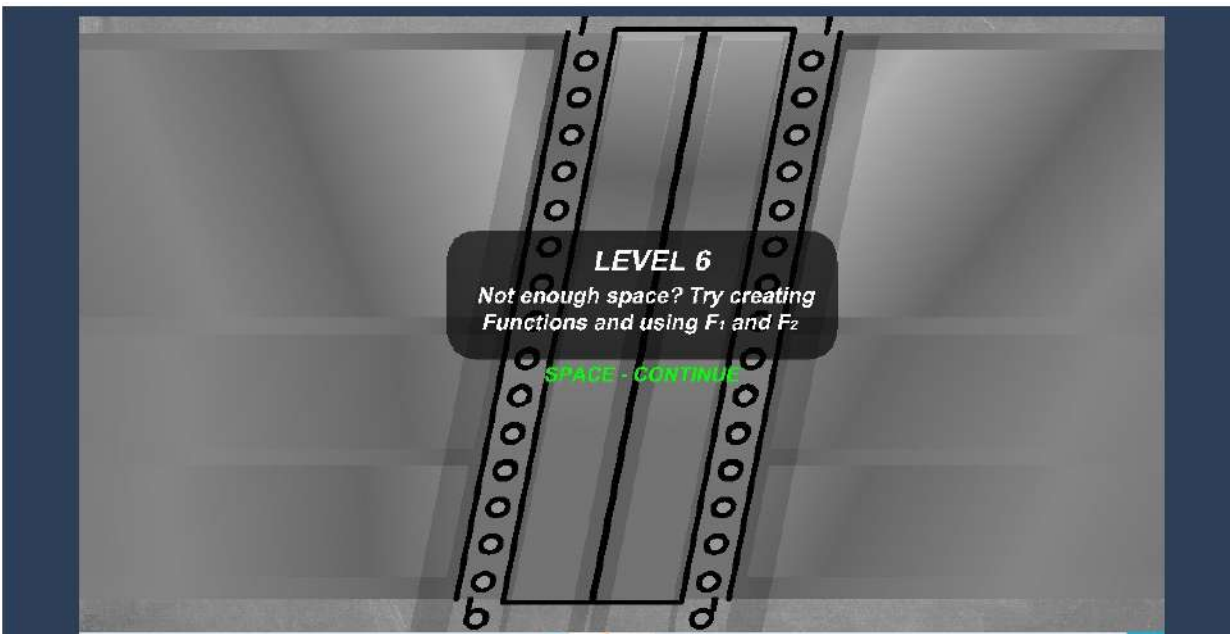 LEVEL 6
Not enough space? Try creating
Functions and using F₁ and F₂
SPACE - CONTINUE